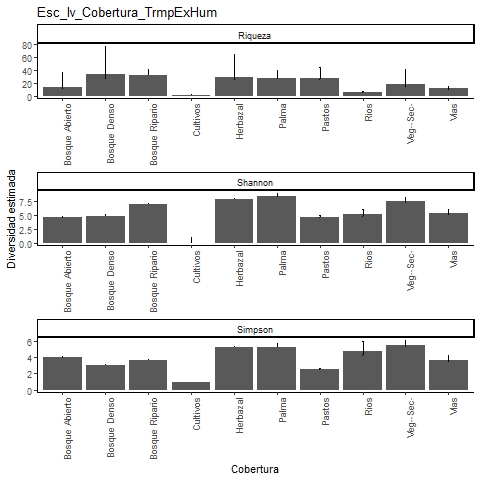 Esc_Iv_Cobertura_TrmpExHum
Riqueza
80
60
40
20
0
Bosque Abierto
Bosque Denso
Bosque Ripario
Cultivos
Herbazal
Palma
Pastos
Rios
Veg--Sec-
Vias
Diversidad estimada
Shannon
7.5
5.0
2.5
0.0
Bosque Abierto
Bosque Denso
Bosque Ripario
Cultivos
Herbazal
Palma
Pastos
Rios
Veg--Sec-
Vias
Simpson
6
4
2
0
Bosque Abierto
Bosque Denso
Bosque Ripario
Cultivos
Herbazal
Palma
Pastos
Rios
Veg--Sec-
Vias
Cobertura